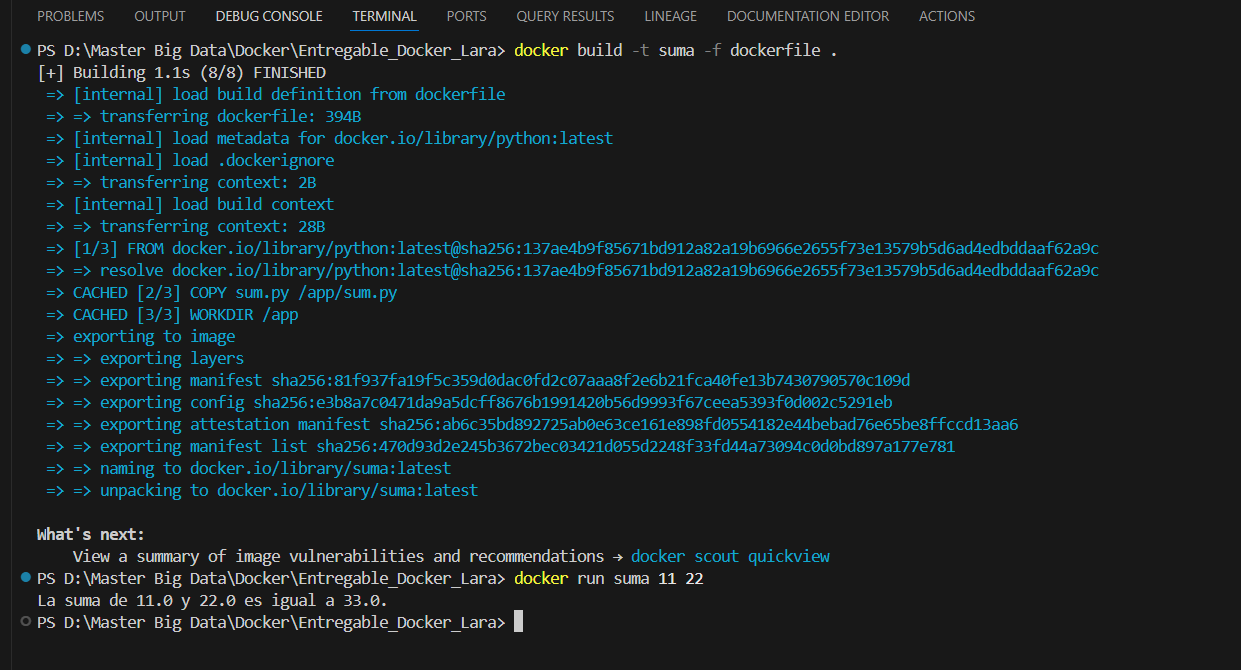 PROBLEMS OUTPUT DEBUG CONSOLE TERMINAL PORTS QUERY RESULTS LINEAGE DOCUMENTATION EDITOR ACTIONS
PS D:\Master Big Data\Docker\Entregable_Docker_Lara> docker build -t suma -f dockerfile .
[+] Building 1.1s (8/8) FINISHED
=> [internal] load build definition from dockerfile
=> => transferring dockerfile: 394B
=> [internal] load metadata for docker.io/library/python:latest
=> [internal] load .dockerignore
=> => transferring context: 2B
=> [internal] load build context
=> => transferring context: 28B
=> [1/3] FROM docker.io/library/python:latest@sha256:137ae4b9f85671bd912a82a19b6966e2655f73e13579b5d6ad4edbddaaf62a9c
=> => resolve docker.io/library/python:latest@sha256:137ae4b9f85671bd912a82a19b6966e2655f73e13579b5d6ad4edbddaaf62a9c
=> CACHED [2/3] COPY sum.py /app/sum.py
=> CACHED [3/3] WORKDIR /app
=> exporting to image
=> => exporting layers
=> => exporting manifest sha256:81f937fa19f5c359d0dac0fd2c07aaa8f2e6b21fca40fe13b7430790570c109d
=> => exporting config sha256:e3b8a7c0471da9a5dcff8676b1991420b56d9993f67ceea5393f0d002c5291eb
=> => exporting attestation manifest sha256:ab6c35bd892725ab0e63ce161e898fd0554182e44bebad76e65be8ffccd13aa6
=> => exporting manifest list sha256:470d93d2e245b3672bec03421d055d2248f33fd44a73094c0d0bd897a177e781
=> => naming to docker.io/library/suma:latest
=> => unpacking to docker.io/library/suma:latest
What's next:
View a summary of image vulnerabilities and recommendations → docker scout quickview
PS D:\Master Big Data\Docker\Entregable_Docker_Lara> docker run suma 11 22
La suma de 11.0 y 22.0 es igual a 33.0.
PS D:\Master Big Data\Docker\Entregable_Docker_Lara>